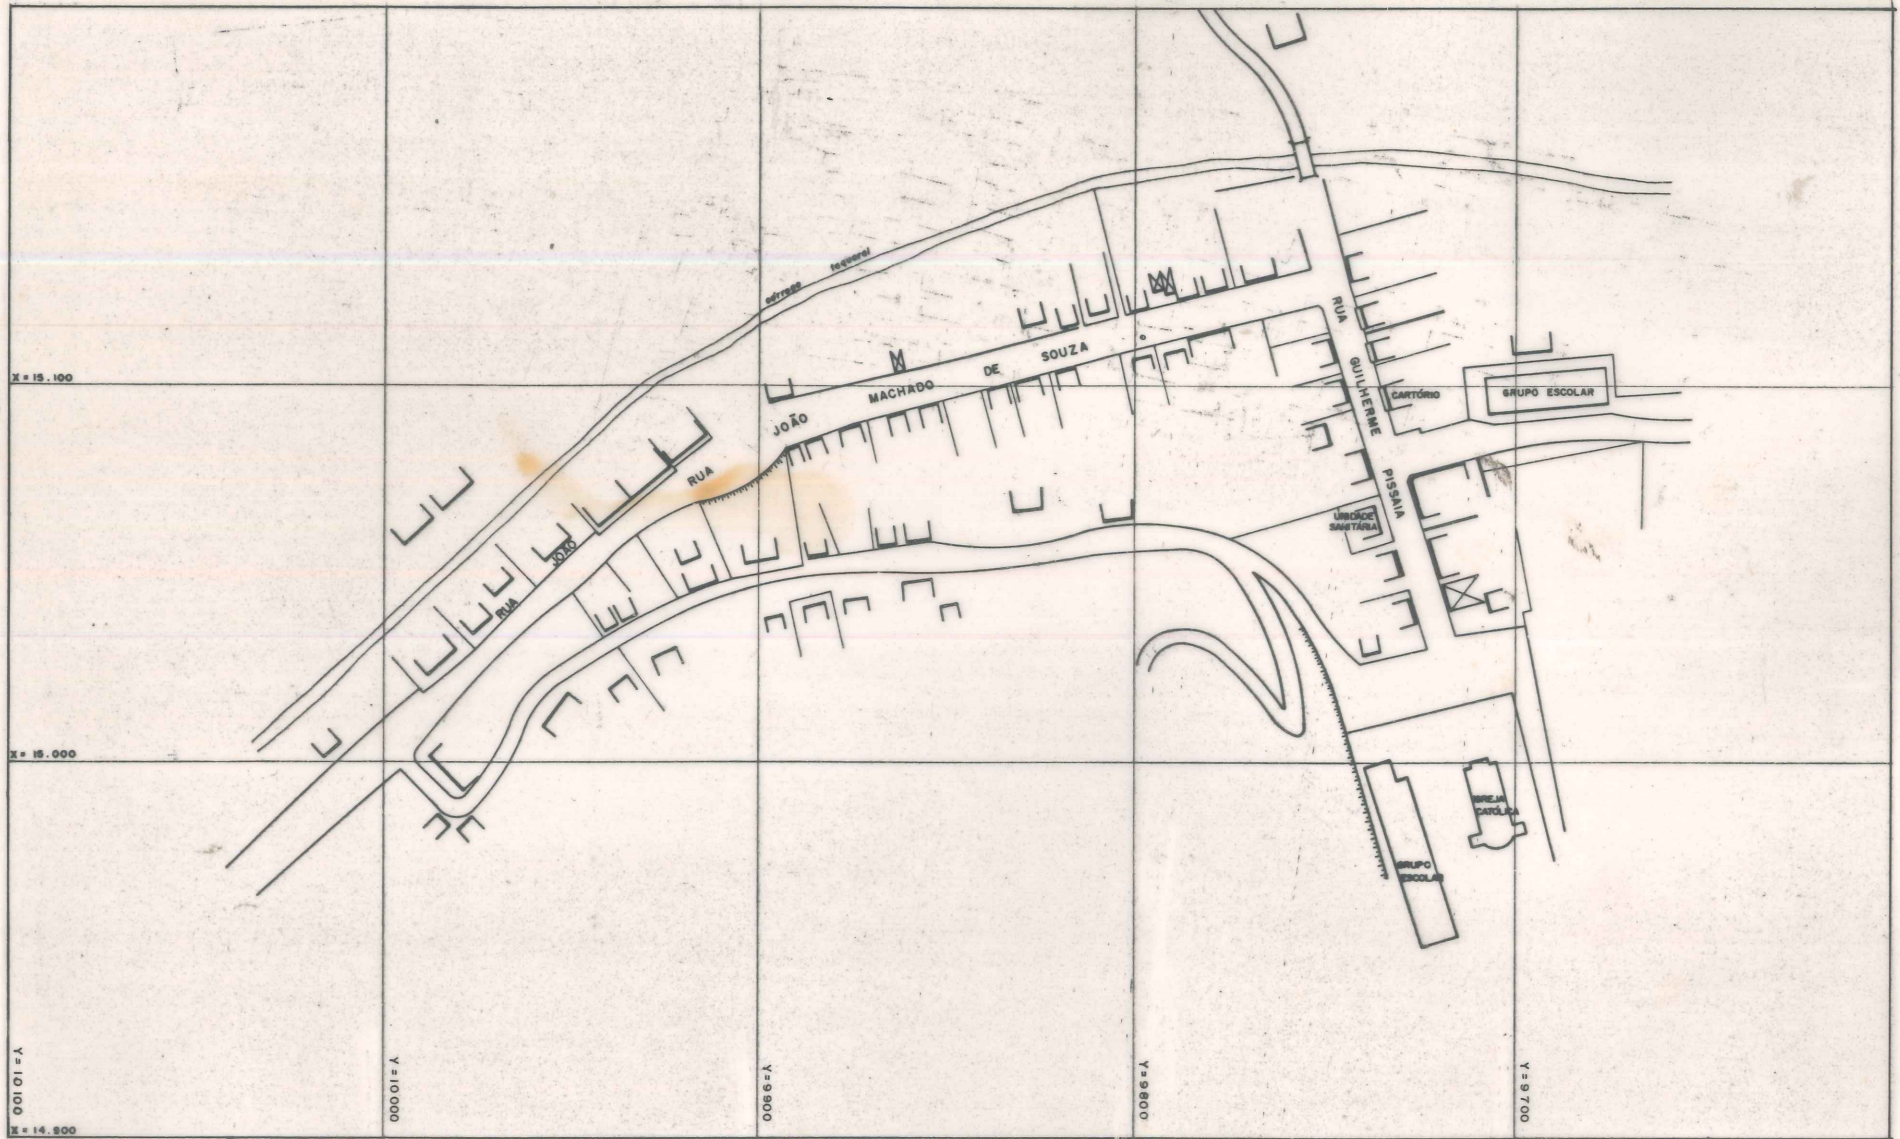 córrego taquaral
X= 15.100
RUA JOÃO MACHADO DE SOUZA
RUA GUILHERME PISSAIA
CARTÓRIO
GRUPO ESCOLAR
UNIDADE
SANITÁRIA
RUA JOÃO
X= 15.000
IGREJA
CATÓLICA
GRUPO
ESCOLAR
Y= 10100
Y= 10000
Y= 9900
Y= 9800
Y= 9700
X= 14.900